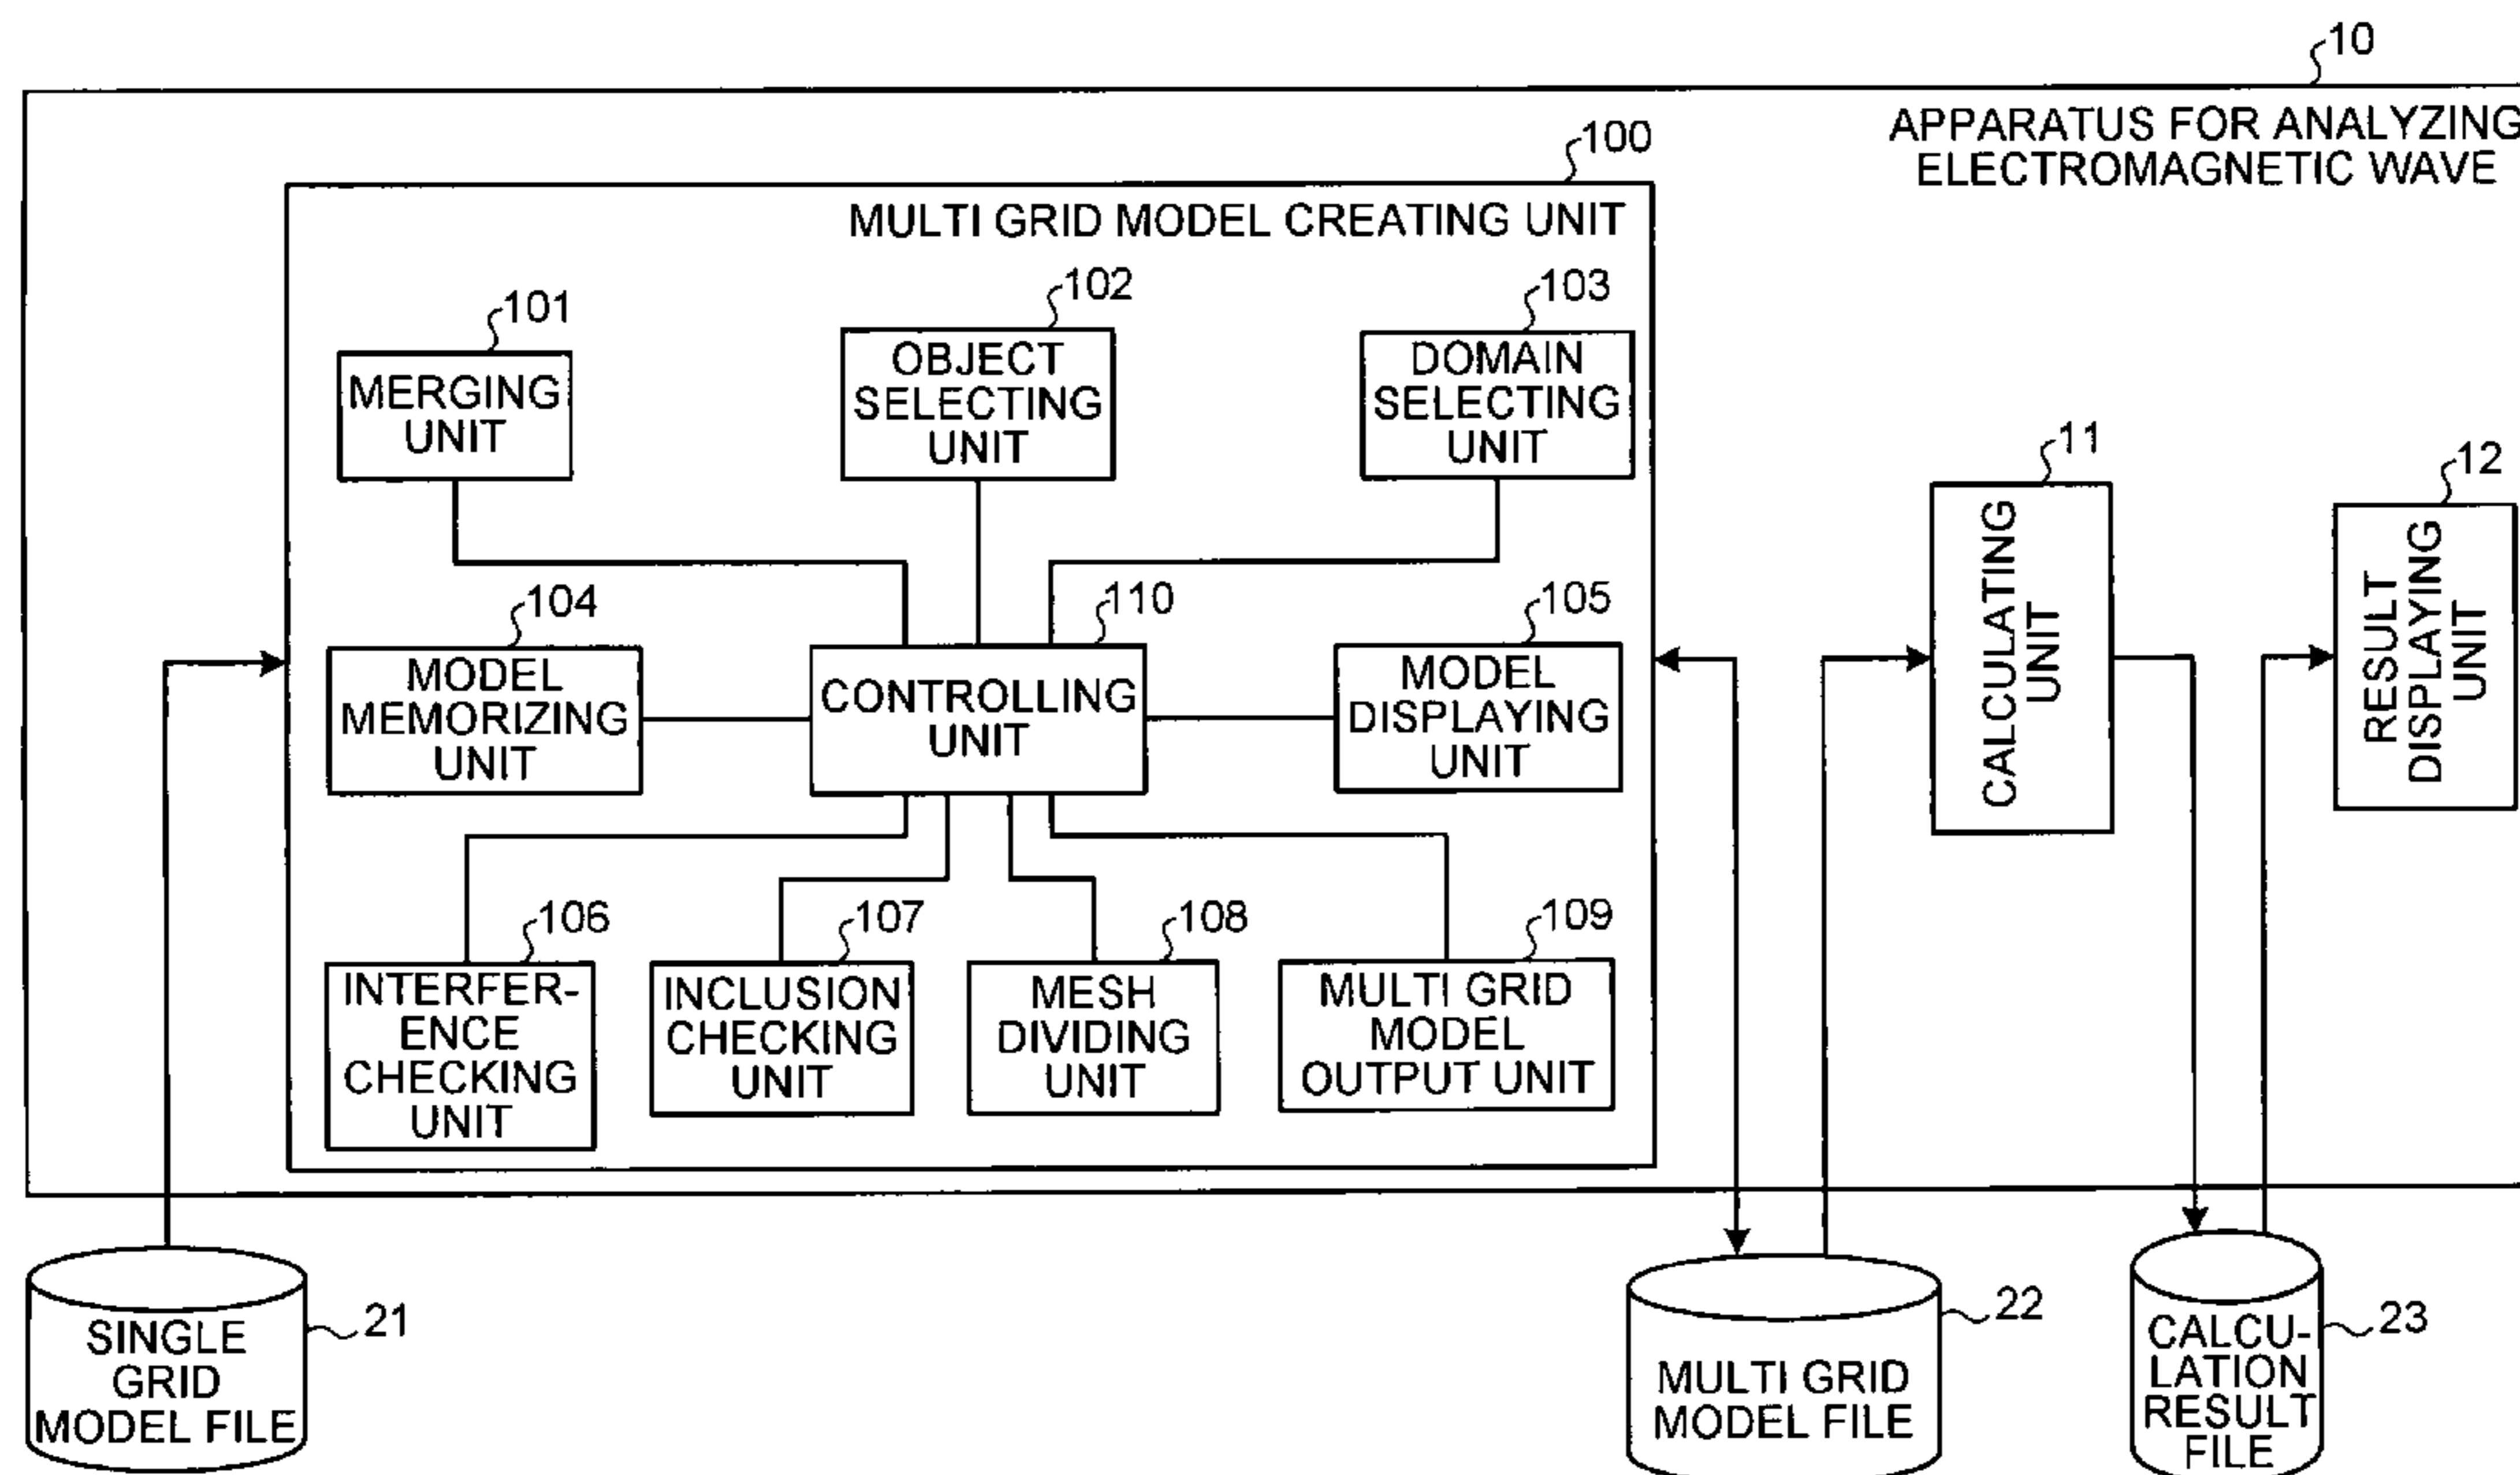 10
APPARATUS FOR ANALYZING
ELECTROMAGNETIC WAVE
100
MULTI GRID MODEL CREATING UNIT
101
MERGING
UNIT
102
OBJECT
SELECTING
UNIT
103
DOMAIN
SELECTING
UNIT
104
MODEL
MEMORIZING
UNIT
110
CONTROLLING
UNIT
105
MODEL
DISPLAYING
UNIT
106
INTERFER-
ENCE
CHECKING
UNIT
107
INCLUSION
CHECKING
UNIT
108
MESH
DIVIDING
UNIT
109
MULTI GRID
MODEL
OUTPUT UNIT
11
CALCULATING
UNIT
12
RESULT
DISPLAYING
UNIT
SINGLE
GRID
MODEL FILE
21
MULTI GRID
MODEL FILE
22
CALCU-
LATION
RESULT
FILE
23